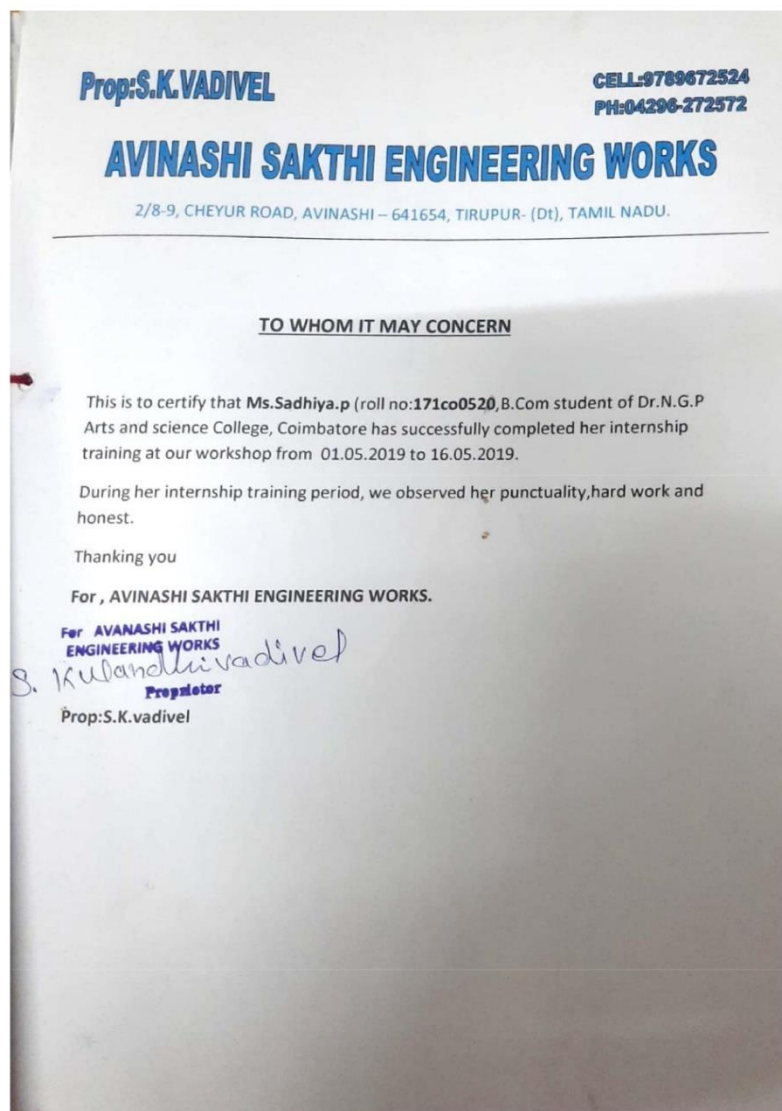 Prop:S.K.VADIVEL
CELL:9789672524
PH:04296-272572
AVINASHI SAKTHI ENGINEERING WORKS
2/8-9, CHEYUR ROAD, AVINASHI – 641654, TIRUPUR- (Dt), TAMIL NADU.
TO WHOM IT MAY CONCERN
This is to certify that Ms.Sadhiya.p (roll no:171co0520,B.Com student of Dr.N.G.P
Arts and science College, Coimbatore has successfully completed her internship
training at our workshop from 01.05.2019 to 16.05.2019.
During her internship training period, we observed her punctuality,hard work and
honest.
Thanking you
For , AVINASHI SAKTHI ENGINEERING WORKS.
For AVANASHI SAKTHI
ENGINEERING WORKS
S. Kulandhivadivel
Proprietor
Prop:S.K.vadivel